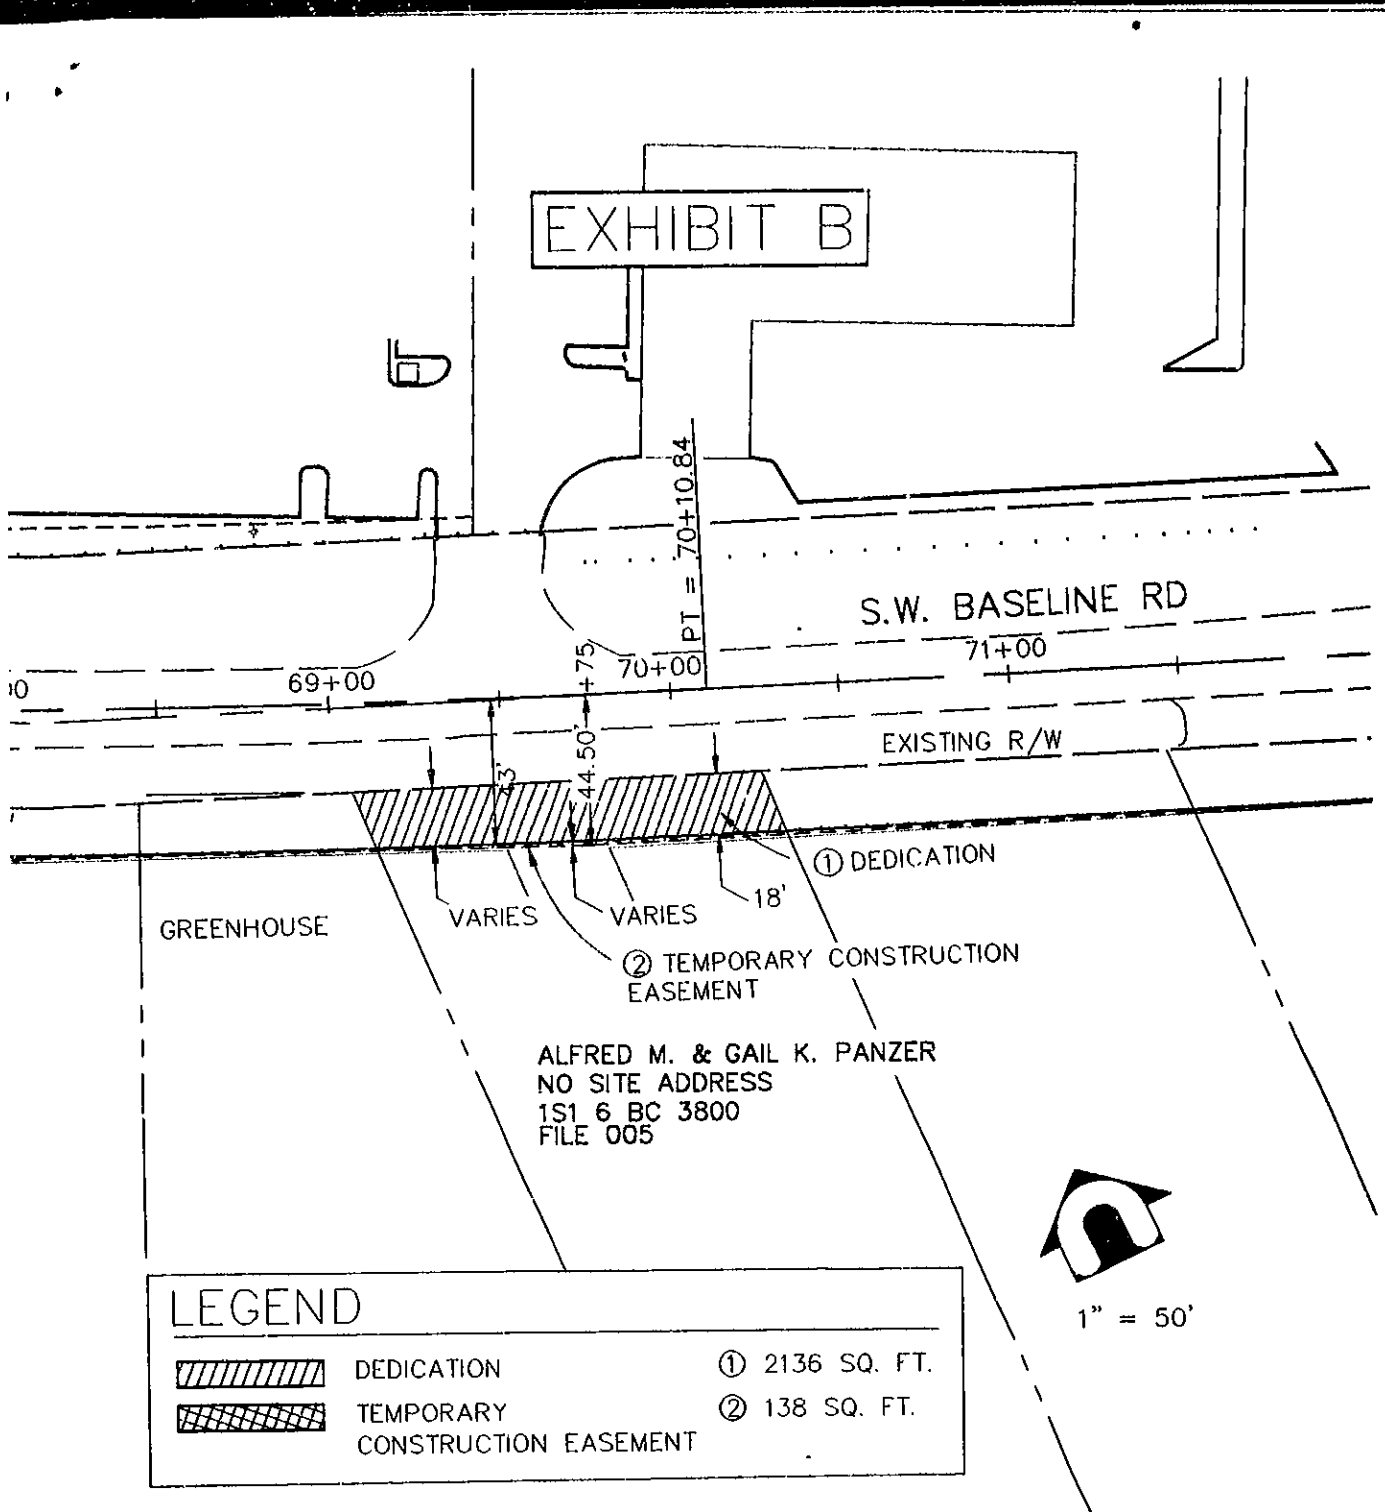 EXHIBIT B
PT = 70+10.84
S.W. BASELINE RD
69+00
+75
70+00
71+00
43'
44.50'
EXISTING R/W
① DEDICATION
18'
VARIES
VARIES
GREENHOUSE
② TEMPORARY CONSTRUCTION
EASEMENT
ALFRED M. & GAIL K. PANZER
NO SITE ADDRESS
1S1 6 BC 3800
FILE 005
1" = 50'
LEGEND
DEDICATION ① 2136 SQ. FT.
TEMPORARY ② 138 SQ. FT.
CONSTRUCTION EASEMENT